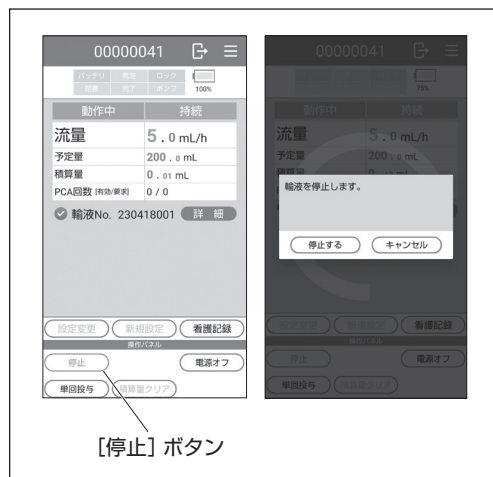 00000041
バッテリ 気泡 ロック
閉塞 完了 ポンプ 100%
動作中 持続
流量 5.0 mL/h
予定量 200.0 mL
積算量 0.01 mL
PCA回数 [有効/要求] 0 / 0
輸液No. 230418001 詳 細
設定変更 新規設定 看護記録
操作パネル
停止 電源オフ
単回投与 積算量クリア
00000041
75%
動作中 持続
流量 5.0 mL/h
予定量 200.0 mL
輸液を停止します。
停止する キャンセル
設定変更 新規設定 看護記録
操作パネル
停止 電源オフ
単回投与 積算量クリア
[停止] ボタン